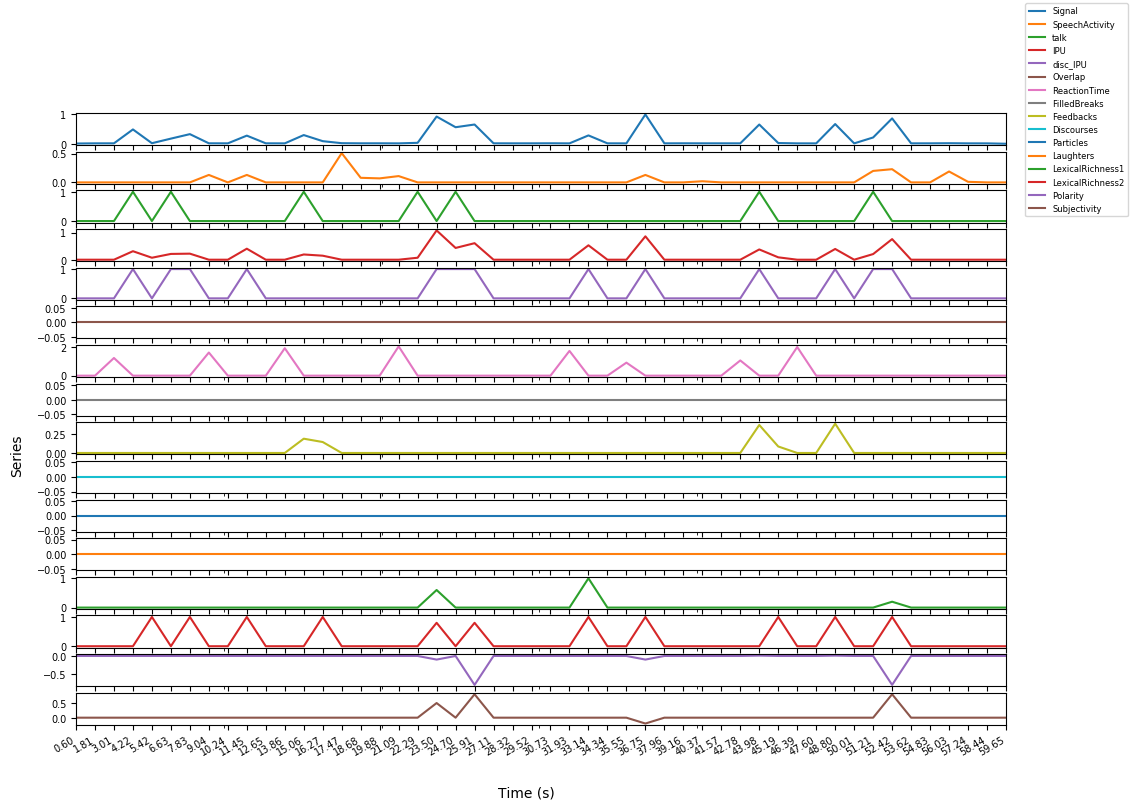 Signal
SpeechActivity
talk
IPU
disc_IPU
Overlap
ReactionTime
FilledBreaks
Feedbacks
Discourses
Particles
Laughters
LexicalRichness1
LexicalRichness2
Polarity
Subjectivity
1
0
0.5
0.0
1
0
1
0
1
0
0.05
0.00
−0.05
2
0
0.05
0.00
−0.05
0.25
0.00
0.05
0.00
−0.05
0.05
0.00
−0.05
0.05
0.00
−0.05
1
0
1
0
0.0
−0.5
0.5
0.0
Series
0.60 1.81 3.01 4.22 5.42 6.63 7.83 9.04 10.24 11.45 12.65 13.86 15.06 16.27 17.47 18.68 19.88 21.09 22.29 23.50 24.70 25.91 27.11 28.32 29.52 30.73 31.93 33.14 34.34 35.55 36.75 37.96 39.16 40.37 41.57 42.78 43.98 45.19 46.39 47.60 48.80 50.01 51.21 52.42 53.62 54.83 56.03 57.24 58.44 59.65
Time (s)